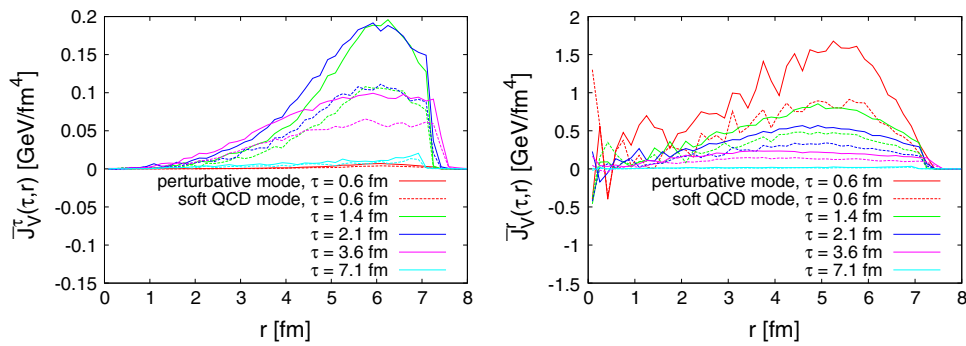 J̅_V^τ(τ,r) [GeV/fm⁴]
0.2
0.15
0.1
0.05
0
-0.05
-0.1
0.15
perturbative mode, τ = 0.6 fm
soft QCD mode, τ = 0.6 fm
τ = 1.4 fm
τ = 2.1 fm
τ = 3.6 fm
τ = 7.1 fm
0 1 2 3 4 5 6 7 8
r [fm]
J̅_V^r(τ,r) [GeV/fm⁴]
2
1.5
1
0.5
0
-0.5
-1
-1.5
perturbative mode, τ = 0.6 fm
soft QCD mode, τ = 0.6 fm
τ = 1.4 fm
τ = 2.1 fm
τ = 3.6 fm
τ = 7.1 fm
0 1 2 3 4 5 6 7 8
r [fm]